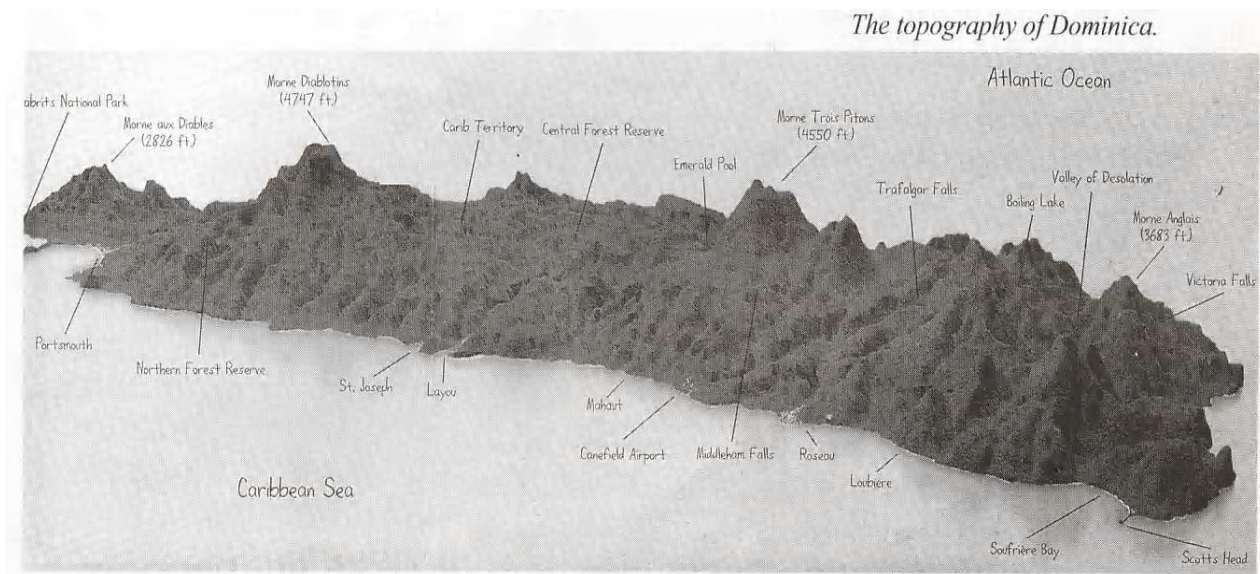 The topography of Dominica.
Atlantic Ocean
Morne Diablotins
(4747 ft.)
abrits National Park
Morne aux Diables
(2826 ft.)
Carib Territory
Central Forest Reserve
Morne Trois Pitons
(4550 ft.)
Emerald Pool
Trafalgar Falls
Valley of Desolation
Boiling Lake
Morne Anglais
(3683 ft.)
Victoria Falls
Portsmouth
Northern Forest Reserve
St. Joseph
Layou
Mahaut
Canefield Airport
Middleham Falls
Roseau
Loubiere
Caribbean Sea
Soufrière Bay
Scotts Head